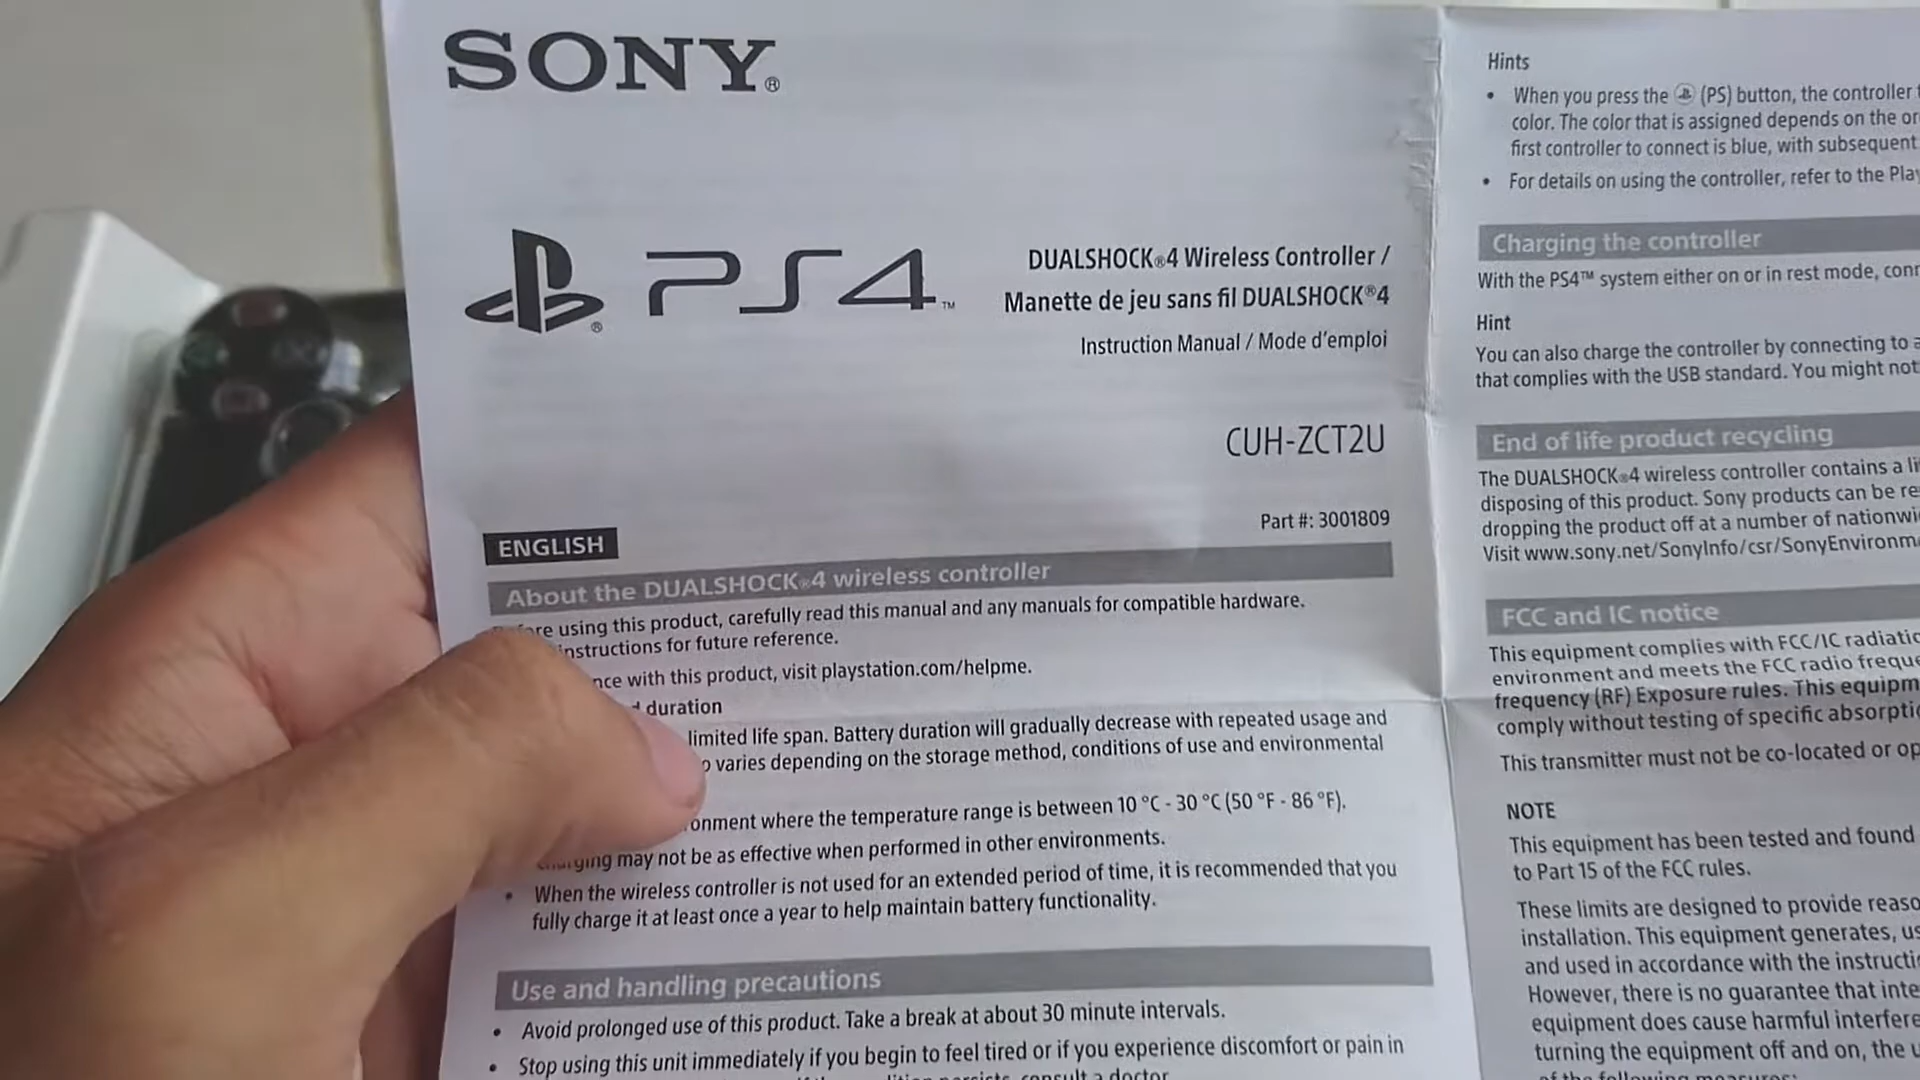 SONY®
PS4™
DUALSHOCK®4 Wireless Controller /
Manette de jeu sans fil DUALSHOCK®4
Instruction Manual / Mode d'emploi
CUH-ZCT2U
Part #: 3001809
ENGLISH
About the DUALSHOCK®4 wireless controller
using this product, carefully read this manual and any manuals for compatible hardware.
instructions for future reference.
with this product, visit playstation.com/helpme.
duration
limited life span. Battery duration will gradually decrease with repeated usage and
varies depending on the storage method, conditions of use and environmental
where the temperature range is between 10 °C - 30 °C (50 °F - 86 °F).
may not be as effective when performed in other environments.
• When the wireless controller is not used for an extended period of time, it is recommended that you
fully charge it at least once a year to help maintain battery functionality.
Use and handling precautions
• Avoid prolonged use of this product. Take a break at about 30 minute intervals.
• Stop using this unit immediately if you begin to feel tired or if you experience discomfort or pain in
consult a doctor
Hints
• When you press the (PS) button, the controller
color. The color that is assigned depends on the
first controller to connect is blue, with subsequent
• For details on using the controller, refer to the
Charging the controller
With the PS4™ system either on or in rest mode,
Hint
You can also charge the controller by connecting to
that complies with the USB standard. You might not
End of life product recycling
The DUALSHOCK®4 wireless controller contains a
disposing of this product. Sony products can be
dropping the product off at a number of
Visit www.sony.net/SonyInfo/csr/SonyEnvironm
FCC and IC notice
This equipment complies with FCC/IC
environment and meets the FCC radio
frequency (RF) Exposure rules. This
comply without testing of specific
This transmitter must not be co-located or
NOTE
This equipment has been tested and found
to Part 15 of the FCC rules.
These limits are designed to provide
installation. This equipment generates,
and used in accordance with the
However, there is no guarantee that
equipment does cause harmful
turning the equipment off and on, the
of the following measures: